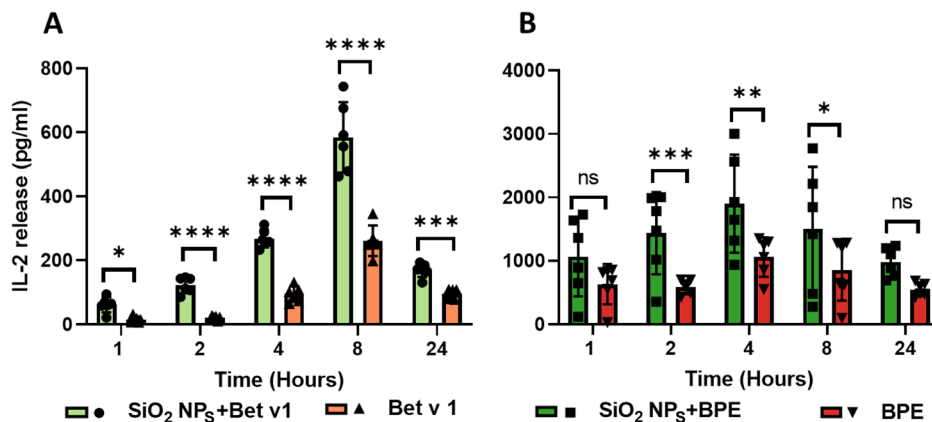 A
B
IL-2 release (pg/ml)
800
600
400
200
0
*
****
****
****
***
1 2 4 8 24
Time (Hours)
SiO₂ NPₛ+Bet v1 Bet v 1
4000
3000
2000
1000
0
ns
***
**
*
ns
1 2 4 8 24
Time (Hours)
SiO₂ NPₛ+BPE BPE